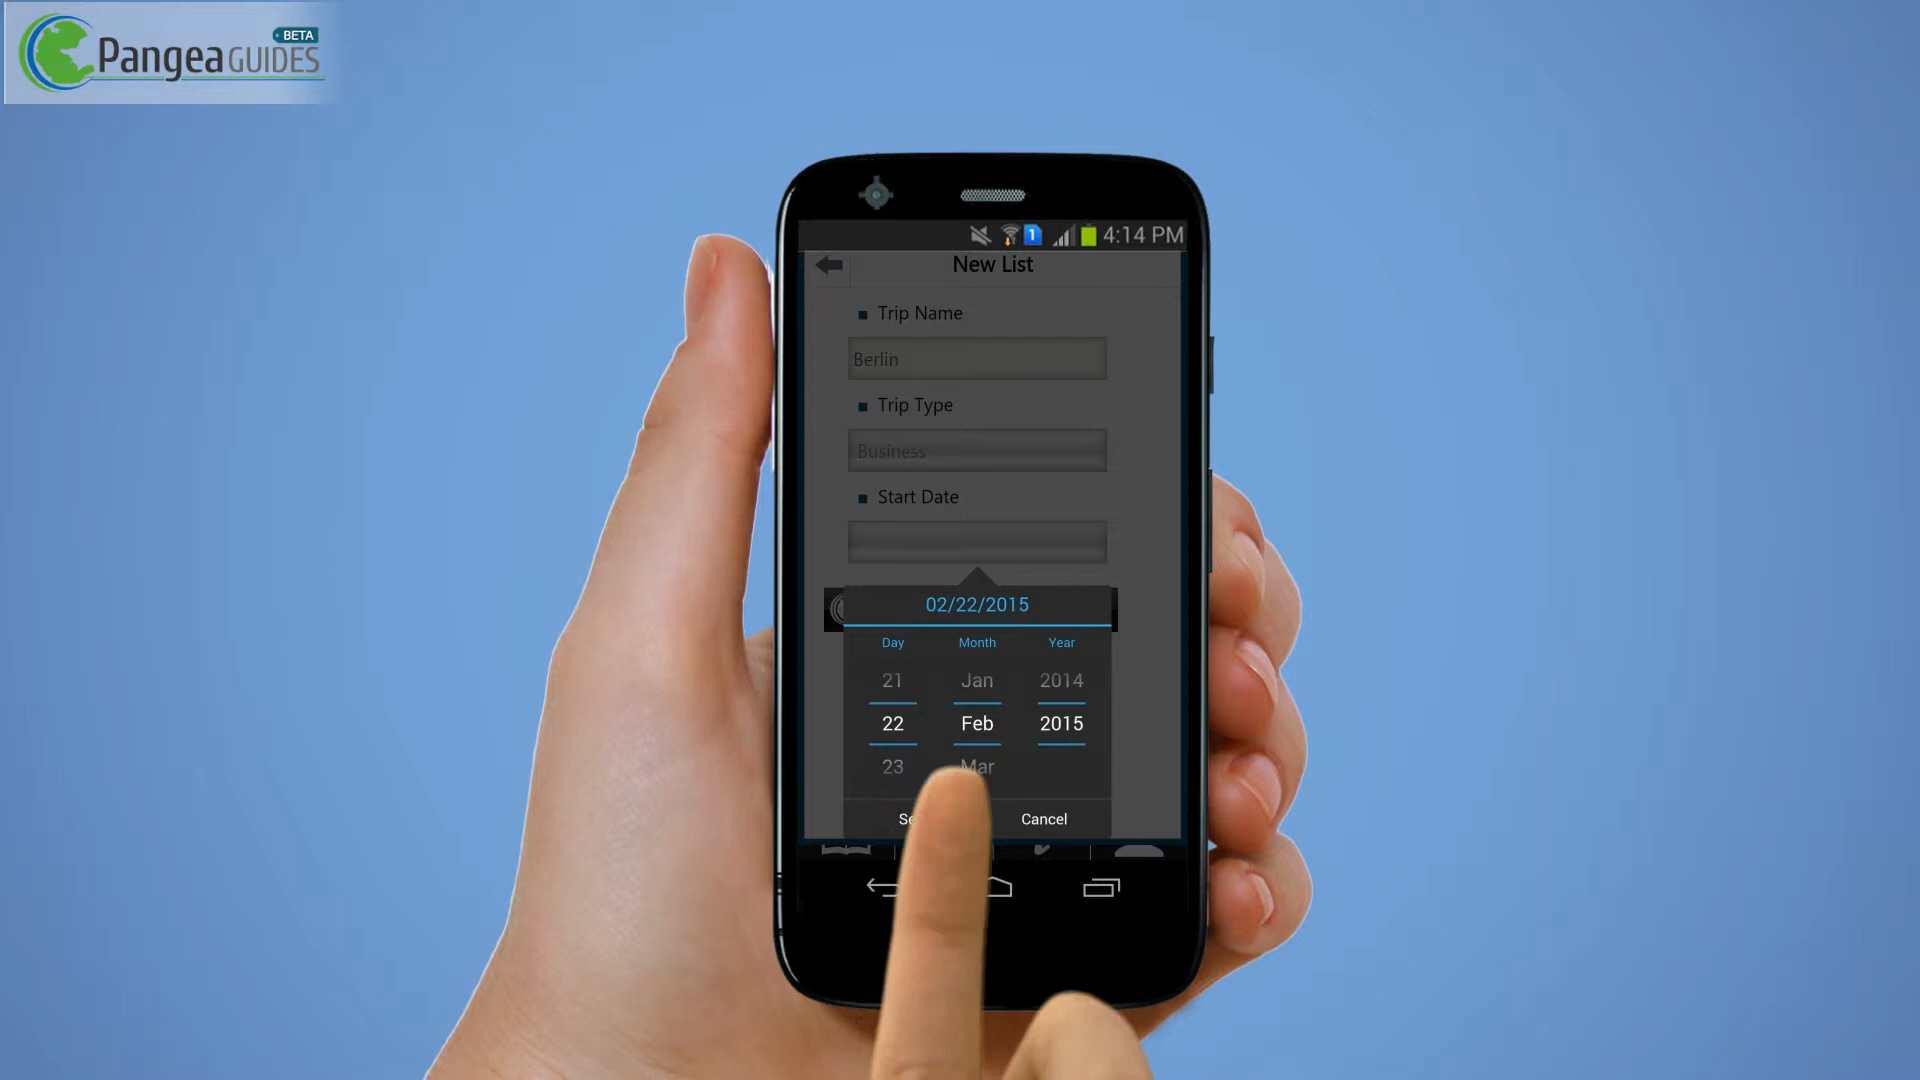 BETA
Pangea GUIDES
1 4:14 PM
New List
Trip Name
Berlin
Trip Type
Business
Start Date
02/22/2015
Day Month Year
21 Jan 2014
22 Feb 2015
23 Mar
Cancel